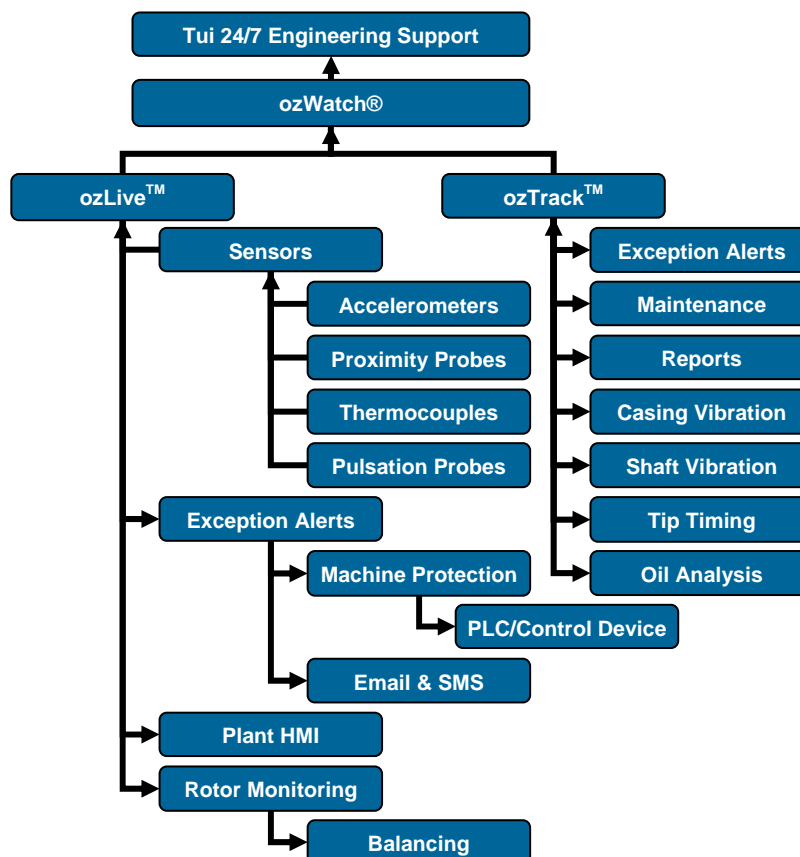 Tui 24/7 Engineering Support
ozWatch®
ozLive™
ozTrack™
Sensors
Exception Alerts
Accelerometers
Maintenance
Proximity Probes
Reports
Thermocouples
Casing Vibration
Pulsation Probes
Shaft Vibration
Exception Alerts
Tip Timing
Machine Protection
Oil Analysis
PLC/Control Device
Email & SMS
Plant HMI
Rotor Monitoring
Balancing